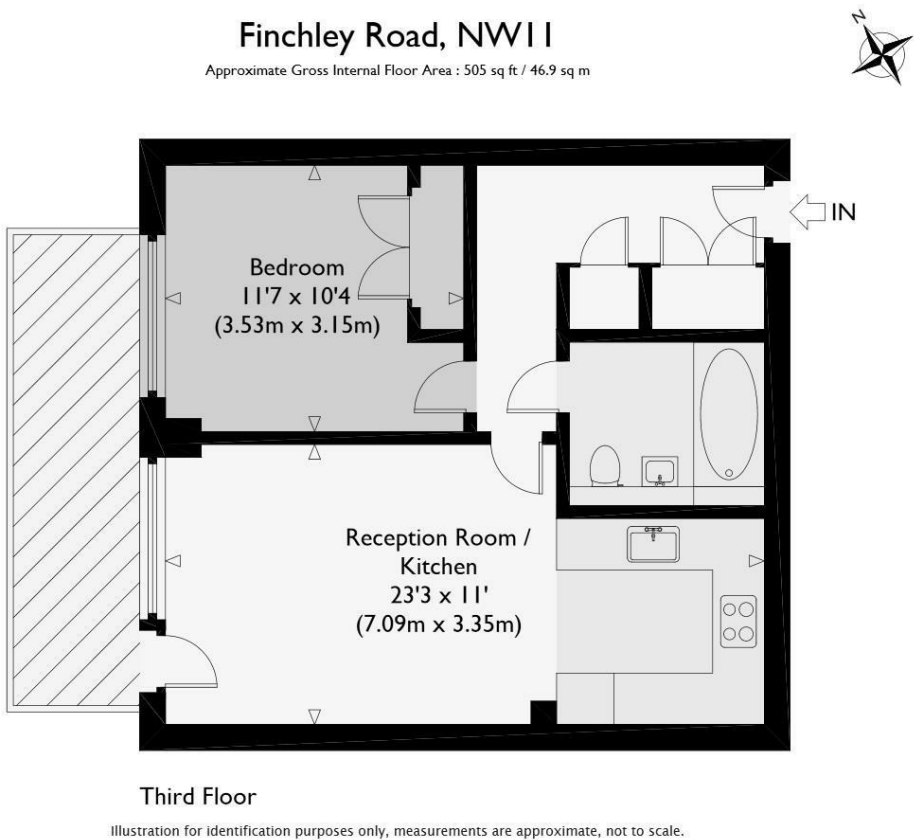 Finchley Road, NW11
Approximate Gross Internal Floor Area : 505 sq ft / 46.9 sq m
N
IN
Bedroom
11'7 x 10'4
(3.53m x 3.15m)
Reception Room /
Kitchen
23'3 x 11'
(7.09m x 3.35m)
Third Floor
Illustration for identification purposes only, measurements are approximate, not to scale.